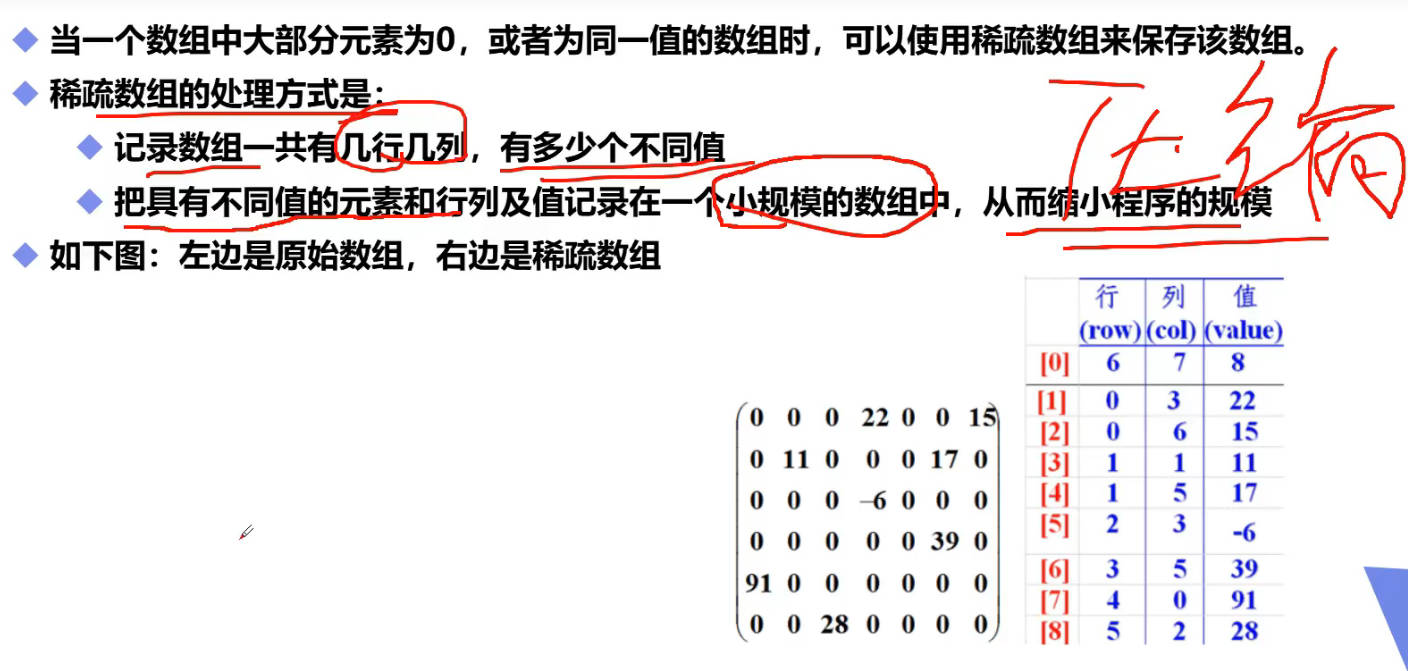 当一个数组中大部分元素为0，或者为同一值的数组时，可以使用稀疏数组来保存该数组。
稀疏数组的处理方式是：
记录数组一共有几行几列，有多少个不同值
把具有不同值的元素和行列及值记录在一个小规模的数组中，从而缩小程序的规模
如下图：左边是原始数组，右边是稀疏数组
压缩
0 0 0 22 0 0 15
0 11 0 0 0 17 0
0 0 0 –6 0 0 0
0 0 0 0 0 39 0
91 0 0 0 0 0 0
0 0 28 0 0 0 0
行 列 值
(row) (col) (value)
[0] 6 7 8
[1] 0 3 22
[2] 0 6 15
[3] 1 1 11
[4] 1 5 17
[5] 2 3 -6
[6] 3 5 39
[7] 4 0 91
[8] 5 2 28